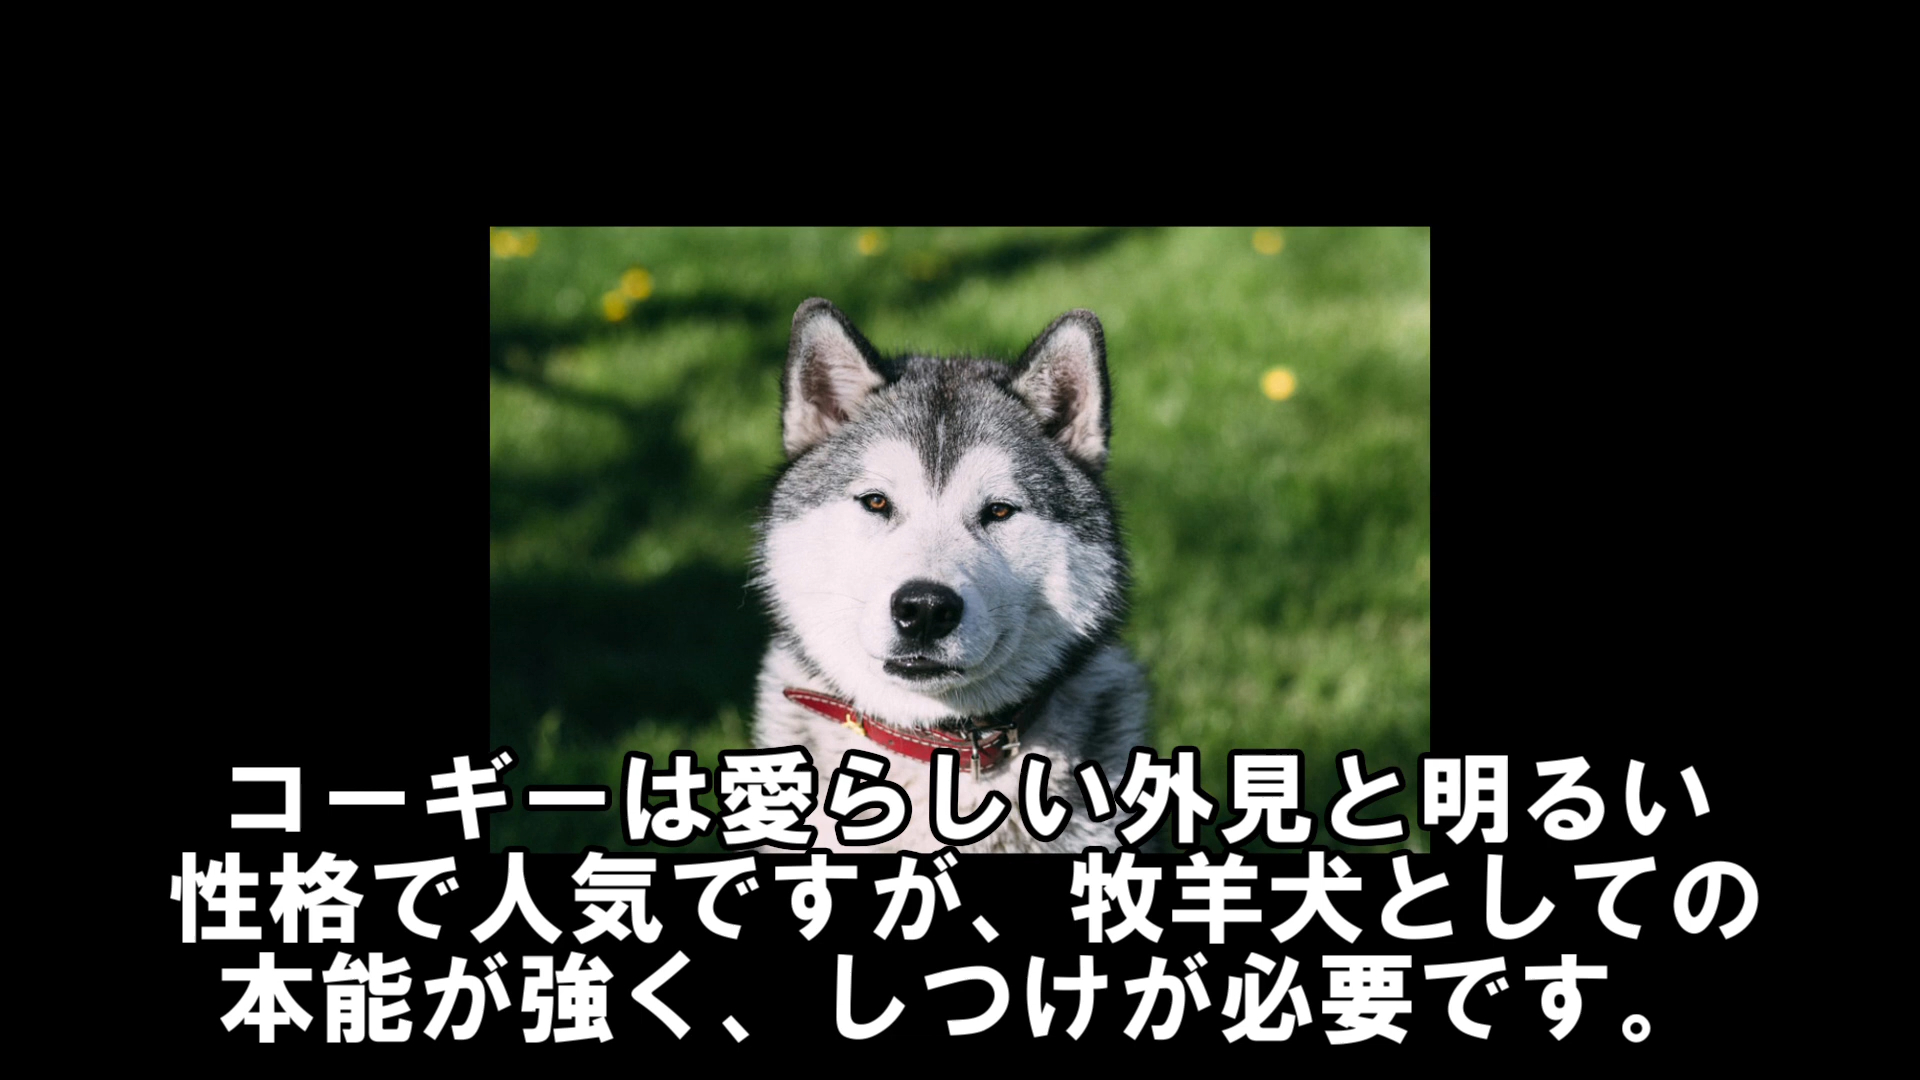 コーギーは愛らしい外見と明るい
性格で人気ですが、牧羊犬としての
本能が強く、しつけが必要です。